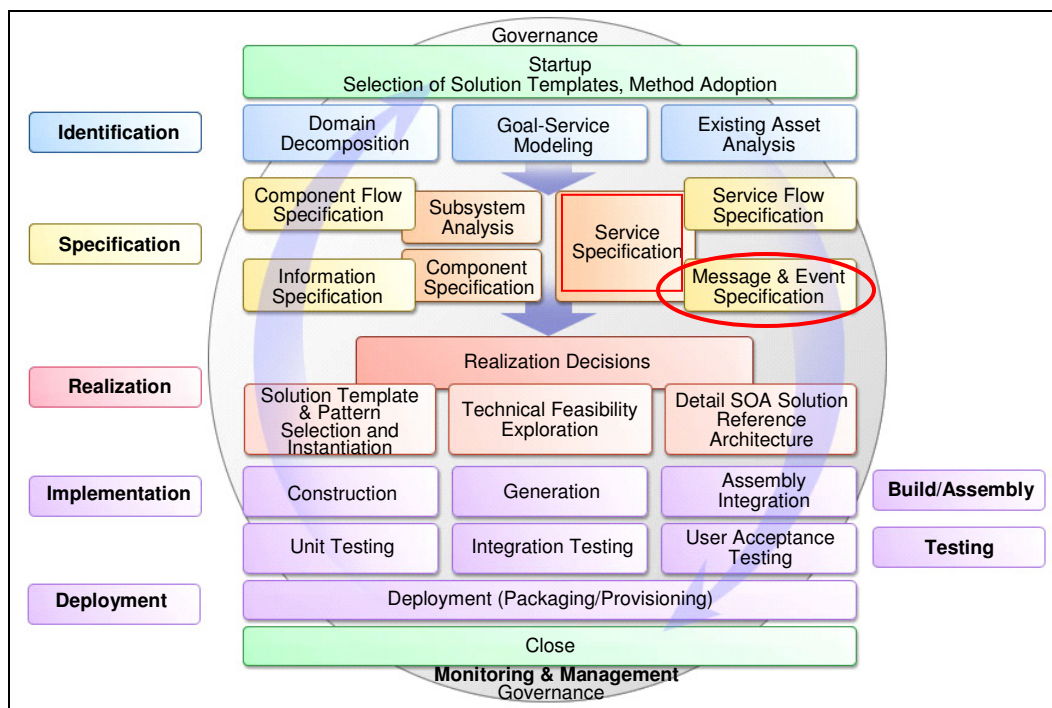 Governance
Startup
Selection of Solution Templates, Method Adoption
Identification
Domain
Decomposition
Goal-Service
Modeling
Existing Asset
Analysis
Specification
Component Flow
Specification
Subsystem
Analysis
Service
Specification
Service Flow
Specification
Information
Specification
Component
Specification
Message & Event
Specification
Realization
Realization Decisions
Solution Template
& Pattern
Selection and
Instantiation
Technical Feasibility
Exploration
Detail SOA Solution
Reference
Architecture
Implementation
Construction
Generation
Assembly
Integration
Build/Assembly
Unit Testing
Integration Testing
User Acceptance
Testing
Testing
Deployment
Deployment (Packaging/Provisioning)
Close
Monitoring & Management
Governance